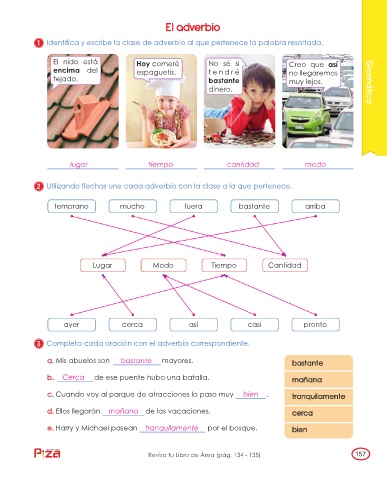 El adverbio
1 Identifica y escribe la clase de adverbio al que pertenece la palabra resaltada.
El nido está
encima del
tejado.
Hoy comeré
espaguetis.
No sé si
tendré
bastante
dinero.
Creo que así
no llegaremos
muy lejos.
Gramática
lugar tiempo cantidad modo
2 Utilizando flechas une cada adverbio con la clase a la que pertenece.
temprano mucho fuera bastante arriba
Lugar Modo Tiempo Cantidad
ayer cerca así casi pronto
3 Completa cada oración con el adverbio correspondiente.
a. Mis abuelos son bastante mayores.
b. Cerca de ese puente hubo una batalla.
c. Cuando voy al parque de atracciones lo paso muy bien.
d. Ellos llegarán mañana de las vacaciones.
e. Harry y Michael pasean tranquilamente por el bosque.
bastante
mañana
tranquilamente
cerca
bien
Revisa tu Libro de Área (pág. 134 - 135)
157